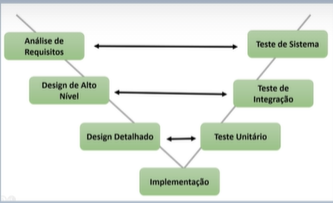 Análise de
Requisitos
Teste de Sistema
Design de Alto
Nível
Teste de
Integração
Design Detalhado
Teste Unitário
Implementação